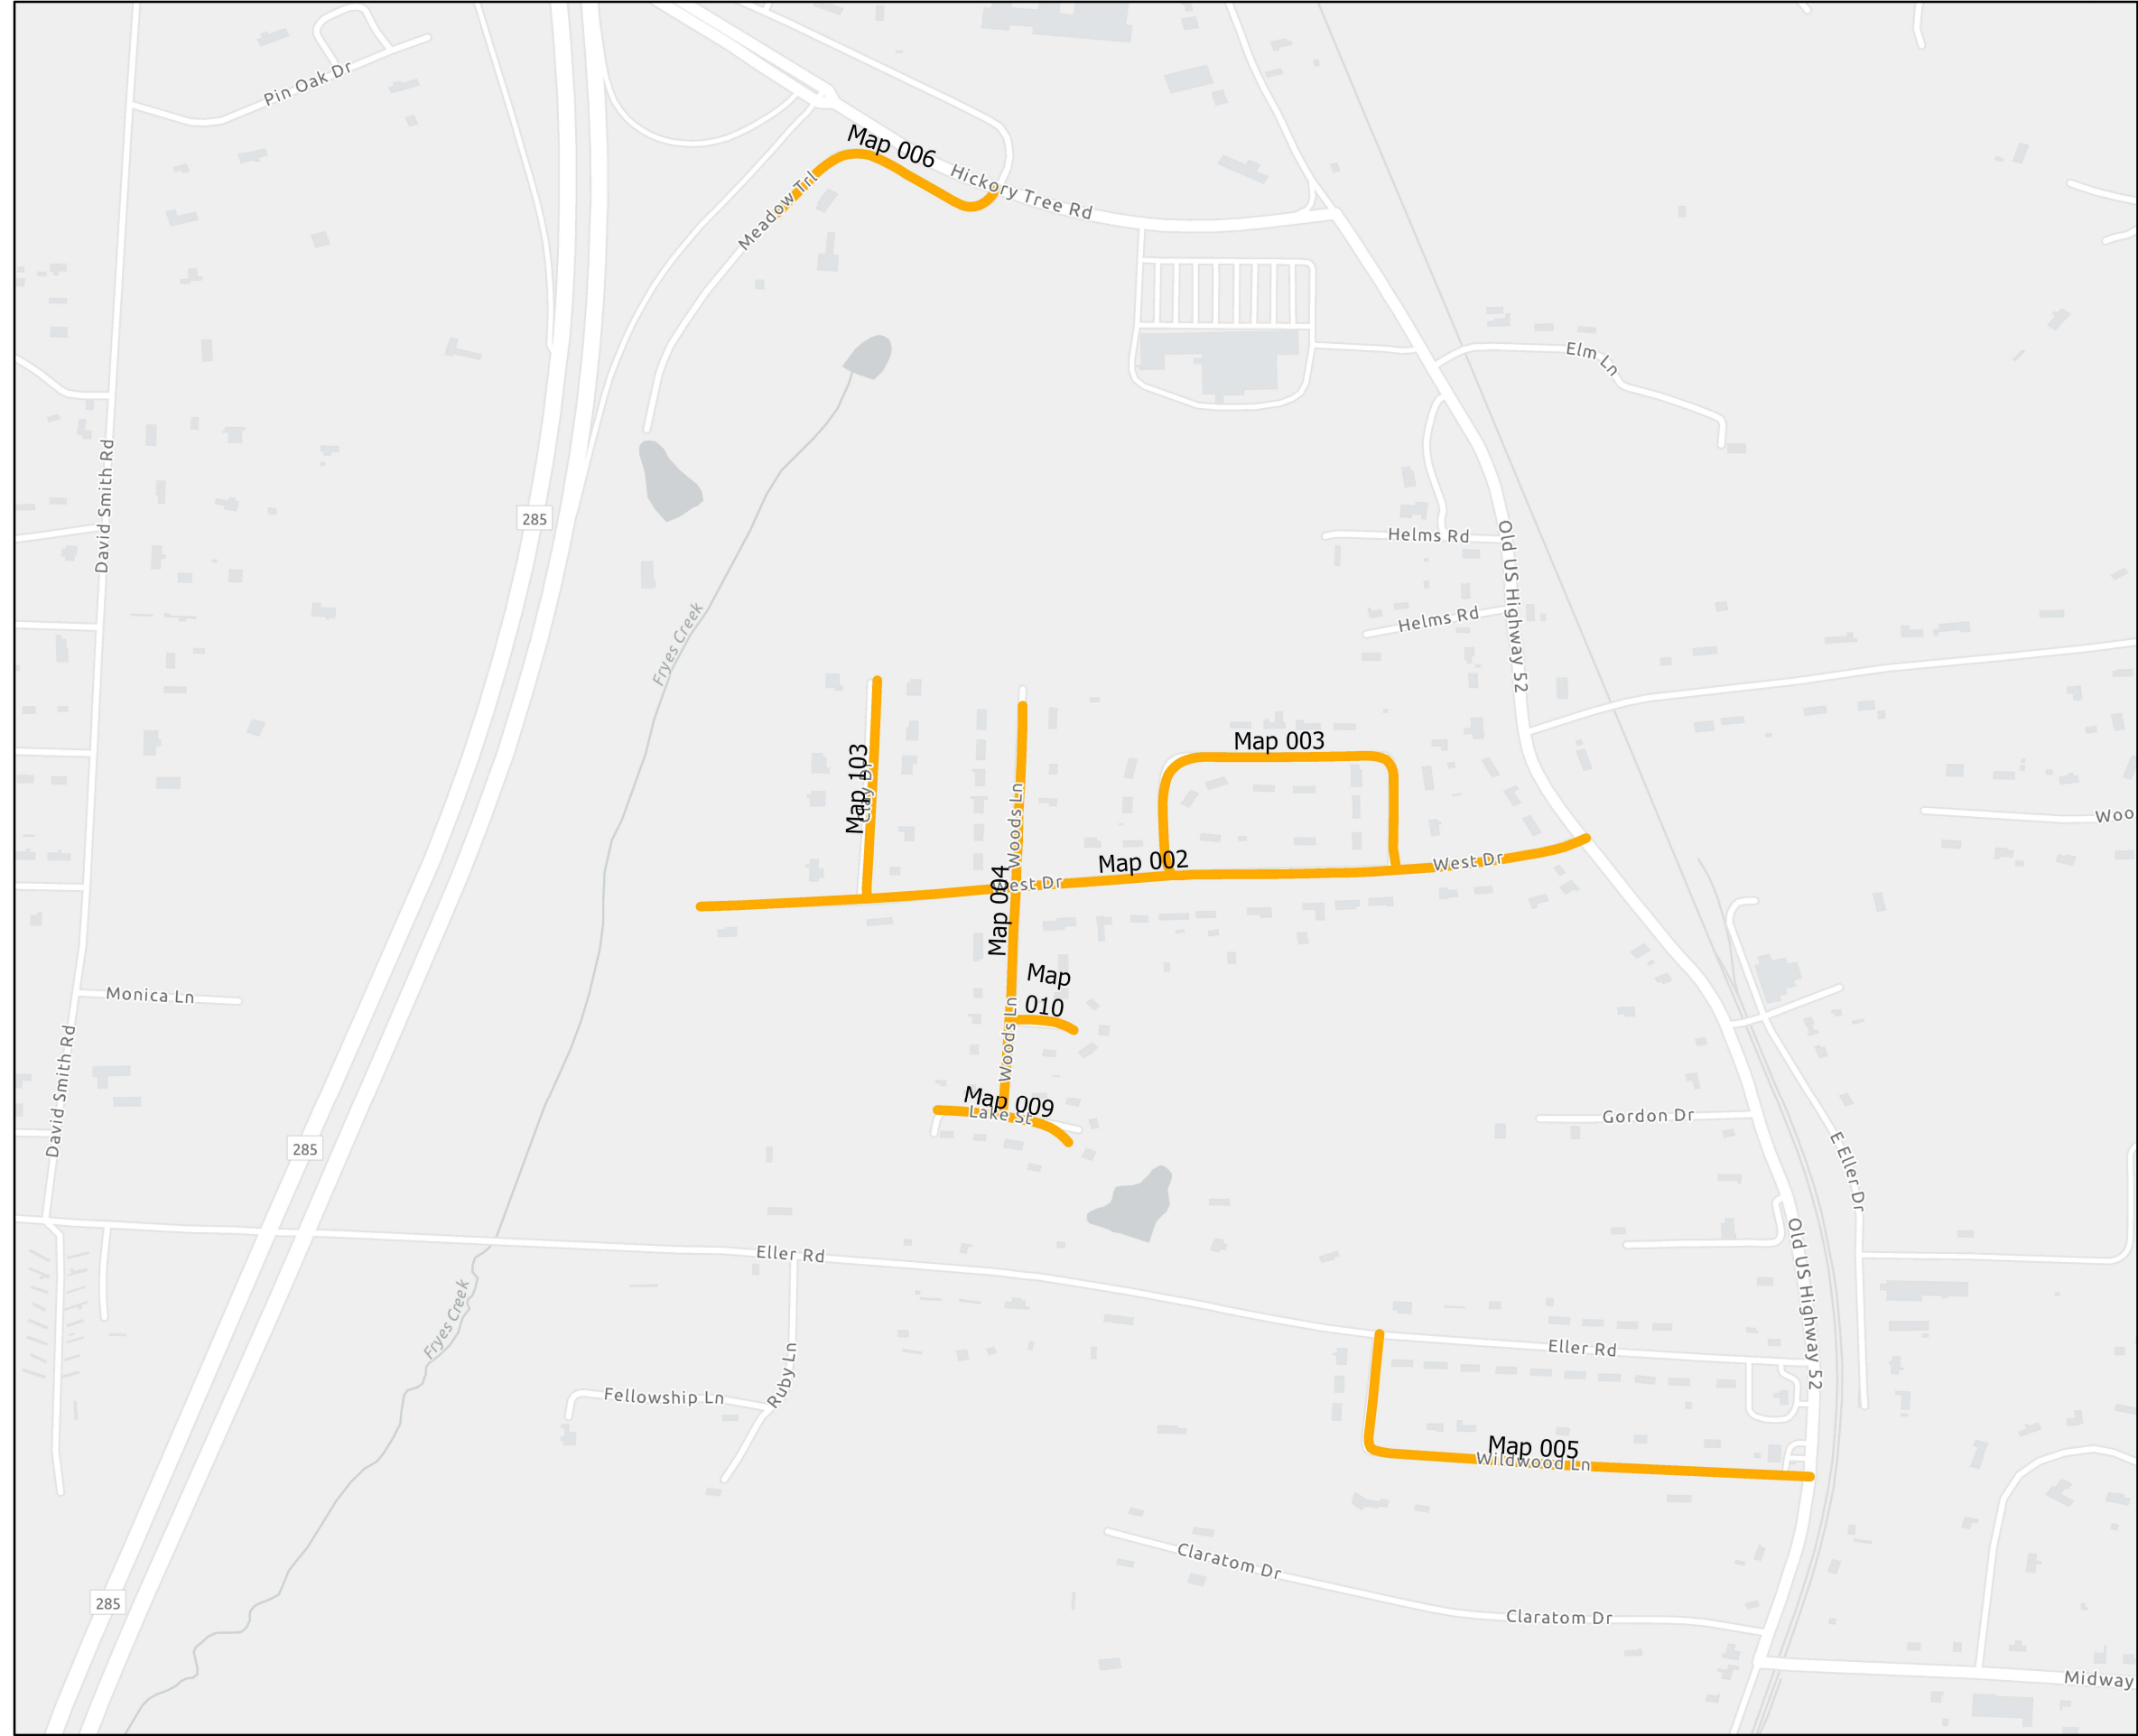 Pin Oak Dr
Map 006
Hickory Tree Rd
Meadow Trl
Elm Ln
David Smith Rd
285
Helms Rd
Old US Highway 52
Helms Rd
Fryes Creek
Map 003
Map 103
Clay Dr
Woods Ln
Woo
Map 002
West Dr
West Dr
Map 004
Map
010
Monica Ln
Woods Ln
David Smith Rd
Map 009
Lake St
Gordon Dr
E Eller Dr
285
Old US Highway 52
Eller Rd
Fryes Creek
Eller Rd
Ruby Ln
Fellowship Ln
Map 005
Wildwood Ln
Claratom Dr
285
Claratom Dr
Midway